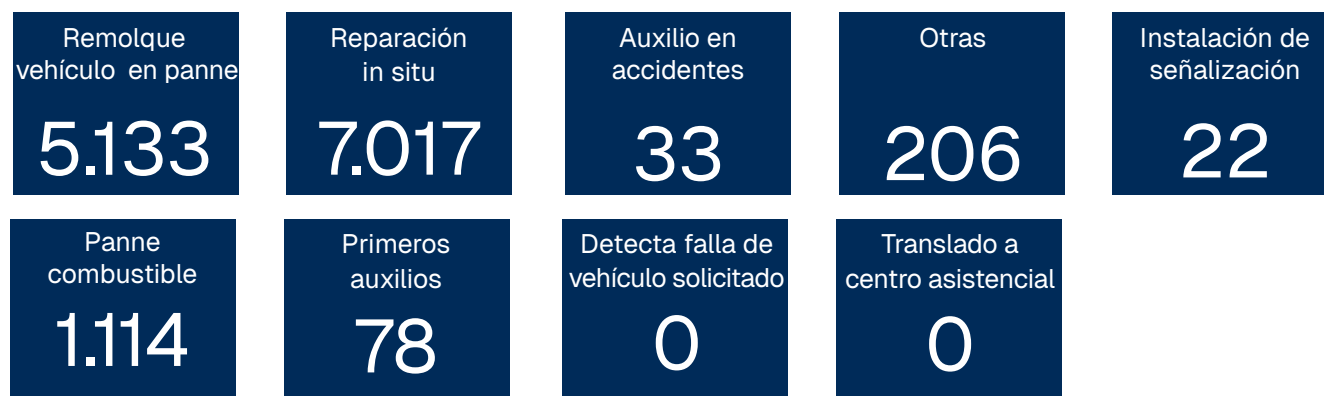 Remolque
vehículo en panne
5.133
Reparación
in situ
7.017
Auxilio en
accidentes
33
Otras
206
Instalación de
señalización
22
Panne
combustible
1.114
Primeros
auxilios
78
Detecta falla de
vehículo solicitado
0
Translado a
centro asistencial
0